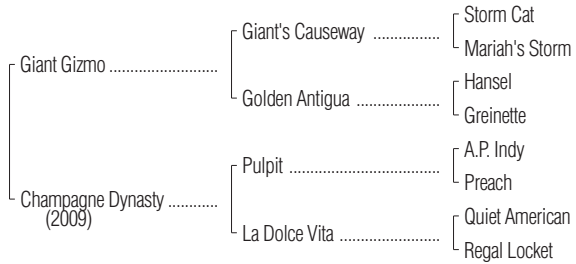 Storm Cat
Giant's Causeway ................
Mariah's Storm
Giant Gizmo ..........................
Hansel
Golden Antigua ....................
Greinette
A.P. Indy
Pulpit ....................................
Preach
Champagne Dynasty ............
(2009)
Quiet American
La Dolce Vita ........................
Regal Locket